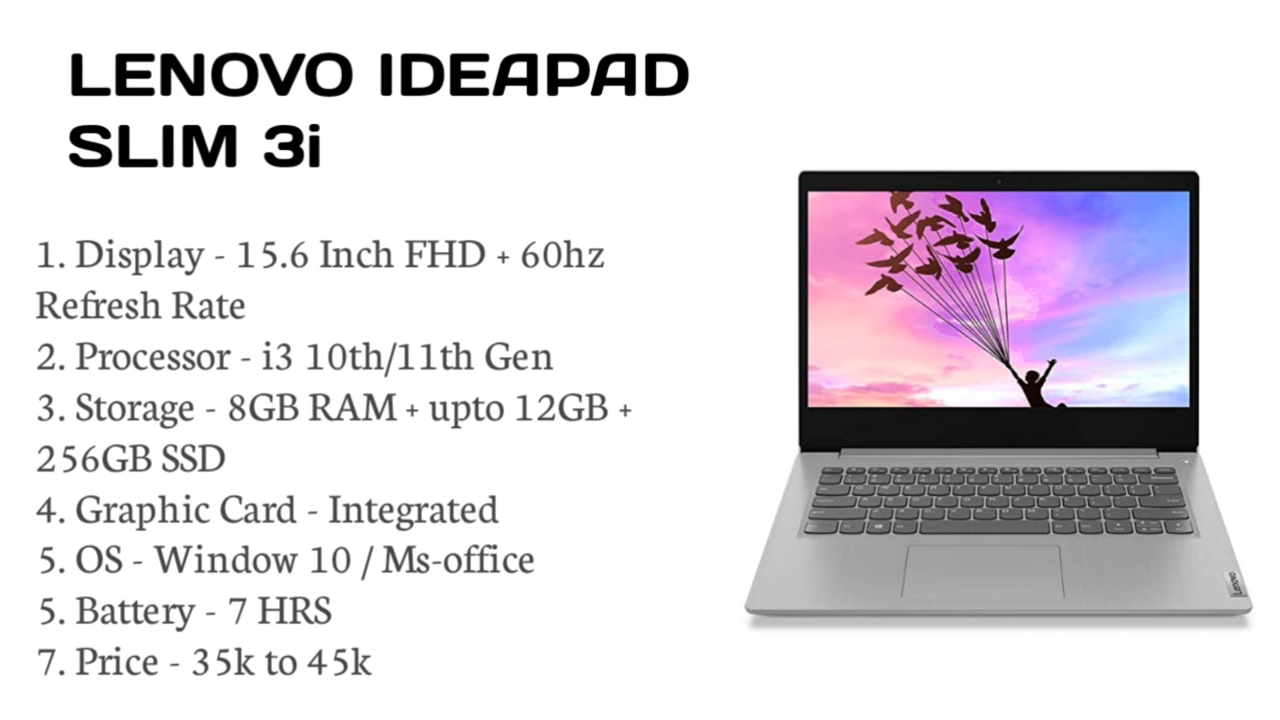 LENOVO IDEAPAD
SLIM 3i
1. Display - 15.6 Inch FHD + 60hz
Refresh Rate
2. Processor - i3 10th/11th Gen
3. Storage - 8GB RAM + upto 12GB +
256GB SSD
4. Graphic Card - Integrated
5. OS - Window 10 / Ms-office
5. Battery - 7 HRS
7. Price - 35k to 45k
Lenovo